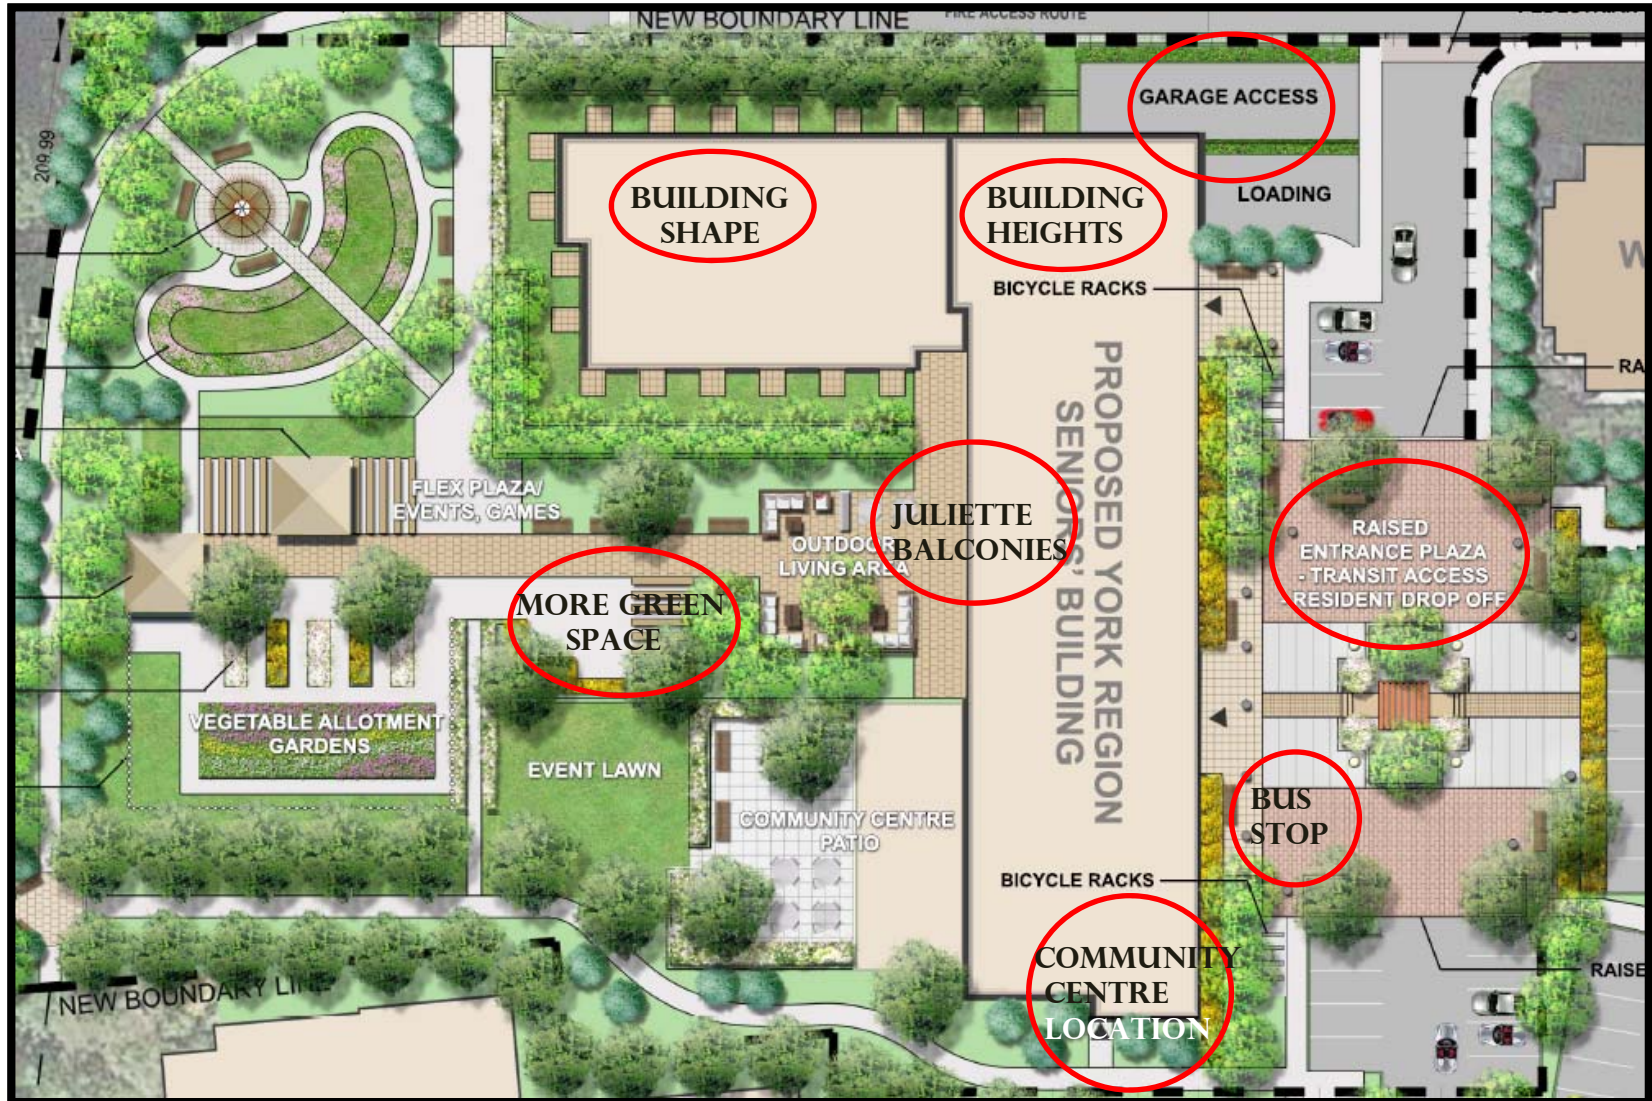 NEW BOUNDARY LINE
FIRE ACCESS ROUTE
209.99
GARAGE ACCESS
LOADING
BUILDING
SHAPE
BUILDING
HEIGHTS
BICYCLE RACKS
W
RA
PROPOSED YORK REGION
SENIORS' BUILDING
FLEX PLAZA/
EVENTS, GAMES
JULIETTE
BALCONIES
OUTDOOR
LIVING AREA
RAISED
ENTRANCE PLAZA
- TRANSIT ACCESS
- RESIDENT DROP OFF
MORE GREEN
SPACE
VEGETABLE ALLOTMENT
GARDENS
EVENT LAWN
COMMUNITY CENTRE
PATIO
BUS
STOP
BICYCLE RACKS
COMMUNITY
CENTRE
LOCATION
RAISE
NEW BOUNDARY LINE